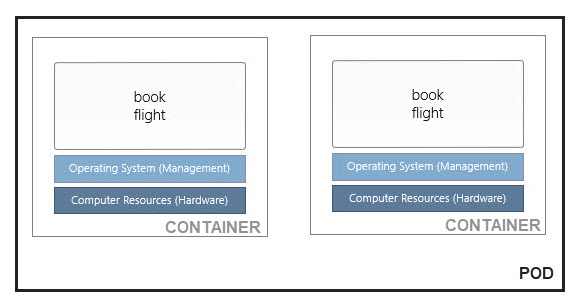 book
flight
Operating System (Management)
Computer Resources (Hardware)
CONTAINER
book
flight
Operating System (Management)
Computer Resources (Hardware)
CONTAINER
POD